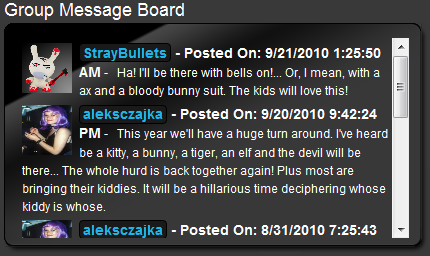 Group Message Board
StrayBullets - Posted On: 9/21/2010 1:25:50
AM - Ha! I'll be there with bells on!... Or, I mean, with a
ax and a bloody bunny suit. The kids will love this!
aleksczajka - Posted On: 9/20/2010 9:42:24
PM - This year we'll have a huge turn around. I've heard
be a kitty, a bunny, a tiger, an elf and the devil will be
there... The whole hurd is back together again! Plus most are
bringing their kiddies. It will be a hillarious time deciphering whose
kiddy is whose.
aleksczajka - Posted On: 8/31/2010 7:25:43